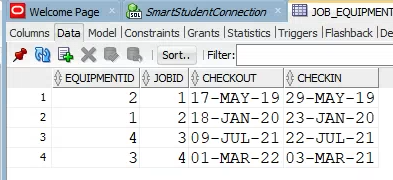 Welcome Page SmartStudentConnection JOB_EQUIPMENT
Columns Data Model Constraints Grants Statistics Triggers Flashback De
SQL Sort.. Filter:
EQUIPMENTID JOBID CHECKOUT CHECKIN
1 2 1 17-MAY-19 29-MAY-19
2 1 2 18-JAN-20 23-JAN-20
3 4 3 09-JUL-21 22-JUL-21
4 3 4 01-MAR-22 03-MAR-21